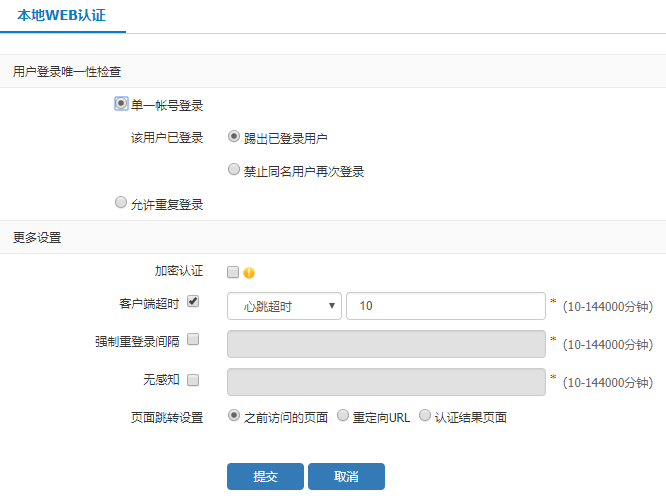 本地WEB认证
用户登录唯一性检查
单一帐号登录
该用户已登录 踢出已登录用户
禁止同名用户再次登录
允许重复登录
更多设置
加密认证
客户端超时 心跳超时 10 * (10-144000分钟)
强制重登录间隔 * (10-144000分钟)
无感知 * (10-144000分钟)
页面跳转设置 之前访问的页面 重定向URL 认证结果页面
提交 取消